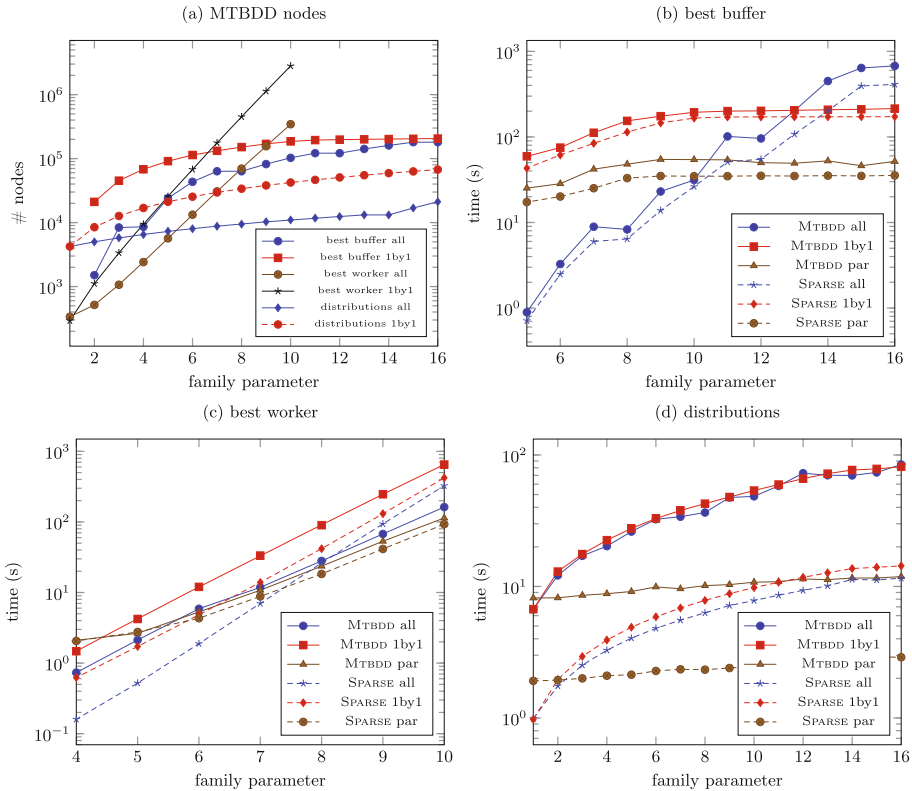 (a) MTBDD nodes
# nodes
10^6
10^5
10^4
10^3
2 4 6 8 10 12 14 16
family parameter
best buffer all
best buffer 1by1
best worker all
best worker 1by1
distributions all
distributions 1by1
(b) best buffer
time (s)
10^3
10^2
10^1
10^0
6 8 10 12 14 16
family parameter
MTBDD all
MTBDD 1by1
MTBDD par
SPARSE all
SPARSE 1by1
SPARSE par
(c) best worker
time (s)
10^3
10^2
10^1
10^0
10^−1
4 5 6 7 8 9 10
family parameter
MTBDD all
MTBDD 1by1
MTBDD par
SPARSE all
SPARSE 1by1
SPARSE par
(d) distributions
time (s)
10^2
10^1
10^0
2 4 6 8 10 12 14 16
family parameter
MTBDD all
MTBDD 1by1
MTBDD par
SPARSE all
SPARSE 1by1
SPARSE par